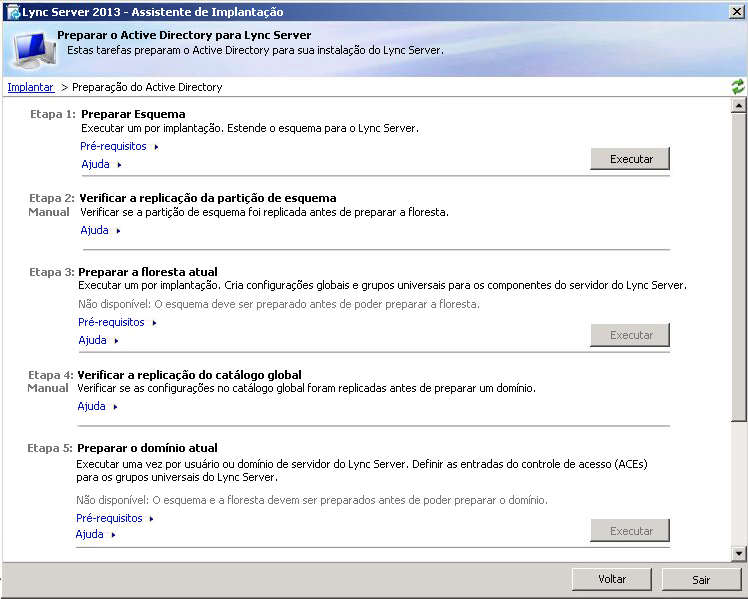 Lync Server 2013 - Assistente de Implantação
Preparar o Active Directory para Lync Server
Estas tarefas preparam o Active Directory para sua instalação do Lync Server.
Implantar > Preparação do Active Directory
Etapa 1: Preparar Esquema
Executar um por implantação. Estende o esquema para o Lync Server.
Pré-requisitos
Executar
Ajuda
Etapa 2: Verificar a replicação da partição de esquema
Manual Verificar se a partição de esquema foi replicada antes de preparar a floresta.
Ajuda
Etapa 3: Preparar a floresta atual
Executar um por implantação. Cria configurações globais e grupos universais para os componentes do servidor do Lync Server.
Não disponível: O esquema deve ser preparado antes de poder preparar a floresta.
Pré-requisitos
Executar
Ajuda
Etapa 4: Verificar a replicação do catálogo global
Manual Verificar se as configurações no catálogo global foram replicadas antes de preparar um domínio.
Ajuda
Etapa 5: Preparar o domínio atual
Executar uma vez por usuário ou domínio de servidor do Lync Server. Definir as entradas do controle de acesso (ACEs)
para os grupos universais do Lync Server.
Não disponível: O esquema e a floresta devem ser preparados antes de poder preparar o domínio.
Pré-requisitos
Executar
Ajuda
Voltar Sair